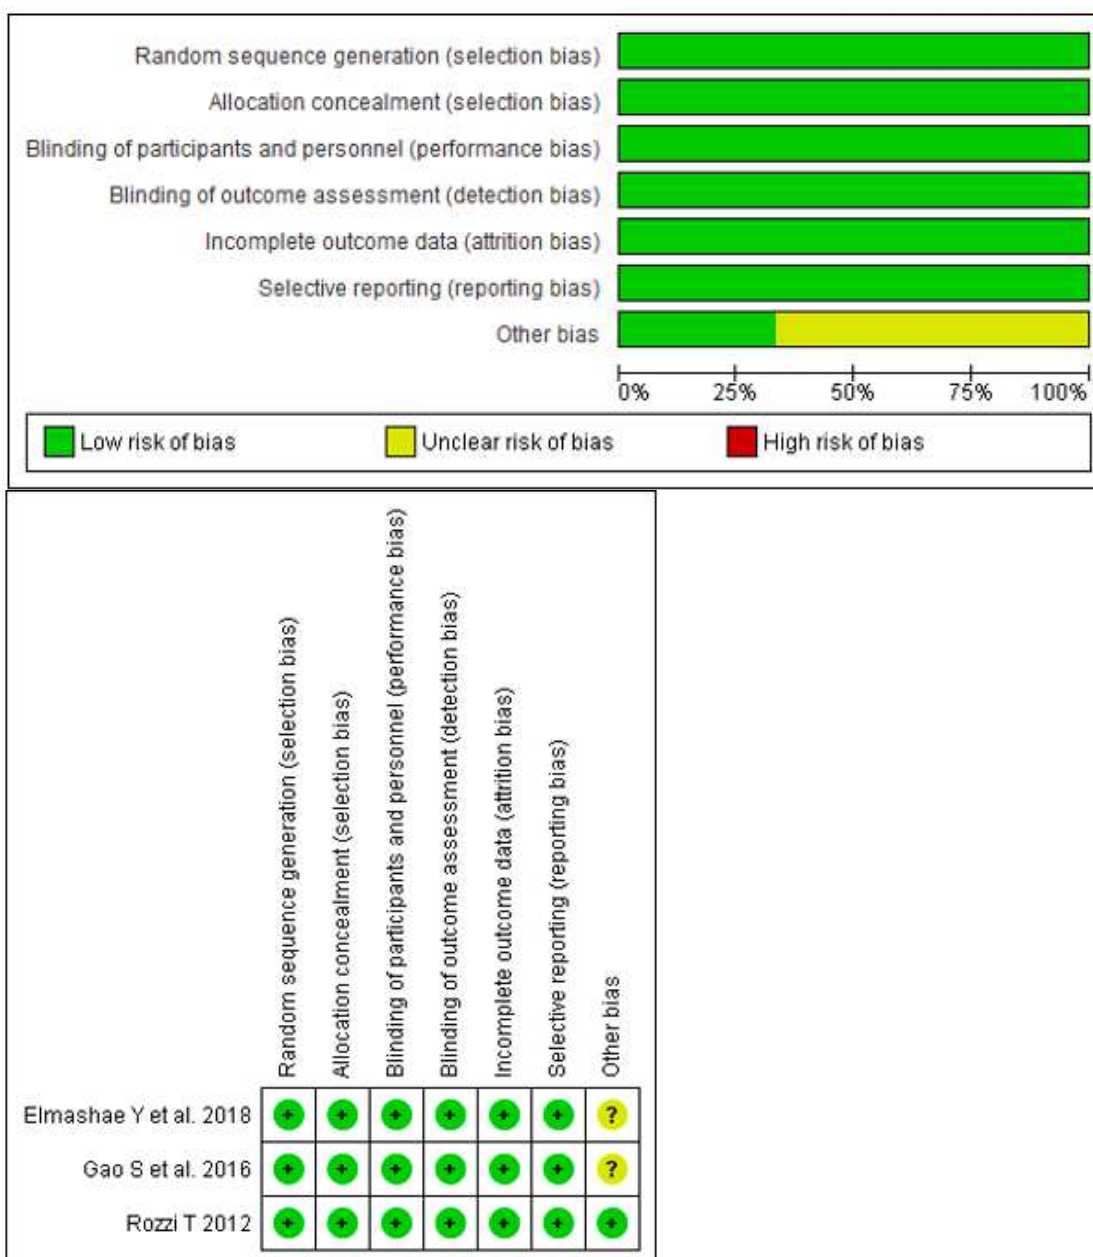 Random sequence generation (selection bias)
Allocation concealment (selection bias)
Blinding of participants and personnel (performance bias)
Blinding of outcome assessment (detection bias)
Incomplete outcome data (attrition bias)
Selective reporting (reporting bias)
Other bias
0% 25% 50% 75% 100%
Low risk of bias Unclear risk of bias High risk of bias
Random sequence generation (selection bias)
Allocation concealment (selection bias)
Blinding of participants and personnel (performance bias)
Blinding of outcome assessment (detection bias)
Incomplete outcome data (attrition bias)
Selective reporting (reporting bias)
Other bias
Elmashae Y et al. 2018 + + + + + + ?
Gao S et al. 2016 + + + + + + ?
Rozzi T 2012 + + + + + + +